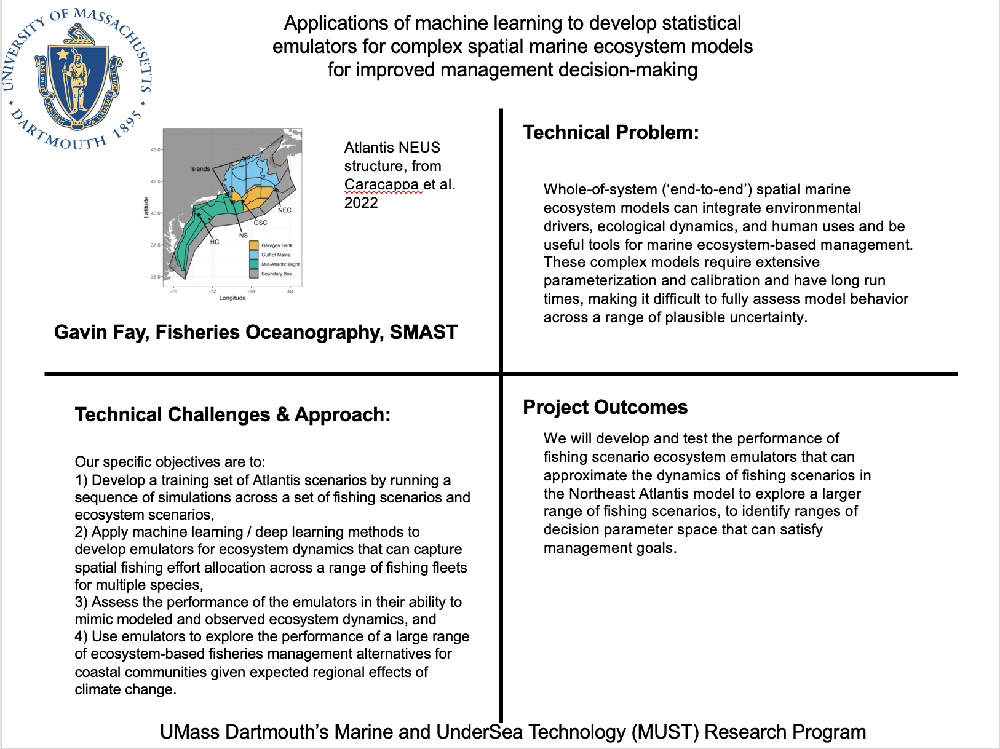 UNIVERSITY OF MASSACHUSETTS
· DARTMOUTH 1895 ·
ENSE PETIT
PLACIDAM
SVB LIBERTATE
QVIETEM
Applications of machine learning to develop statistical
emulators for complex spatial marine ecosystem models
for improved management decision-making
45.0
42.5
40.0
37.5
35.0
Latitude
Islands
NEC
GSC
NS
HC
Georges Bank
Gulf of Maine
Mid-Atlantic Bight
Boundary Box
-76
-72
-68
-64
Longitude
Atlantis NEUS
structure, from
Caracappa et al.
2022
Gavin Fay, Fisheries Oceanography, SMAST
Technical Problem:
Whole-of-system (‘end-to-end’) spatial marine
ecosystem models can integrate environmental
drivers, ecological dynamics, and human uses and be
useful tools for marine ecosystem-based management.
These complex models require extensive
parameterization and calibration and have long run
times, making it difficult to fully assess model behavior
across a range of plausible uncertainty.
Technical Challenges & Approach:
Our specific objectives are to:
1) Develop a training set of Atlantis scenarios by running a
sequence of simulations across a set of fishing scenarios and
ecosystem scenarios,
2) Apply machine learning / deep learning methods to
develop emulators for ecosystem dynamics that can capture
spatial fishing effort allocation across a range of fishing fleets
for multiple species,
3) Assess the performance of the emulators in their ability to
mimic modeled and observed ecosystem dynamics, and
4) Use emulators to explore the performance of a large range
of ecosystem-based fisheries management alternatives for
coastal communities given expected regional effects of
climate change.
Project Outcomes
We will develop and test the performance of
fishing scenario ecosystem emulators that can
approximate the dynamics of fishing scenarios in
the Northeast Atlantis model to explore a larger
range of fishing scenarios, to identify ranges of
decision parameter space that can satisfy
management goals.
UMass Dartmouth’s Marine and UnderSea Technology (MUST) Research Program